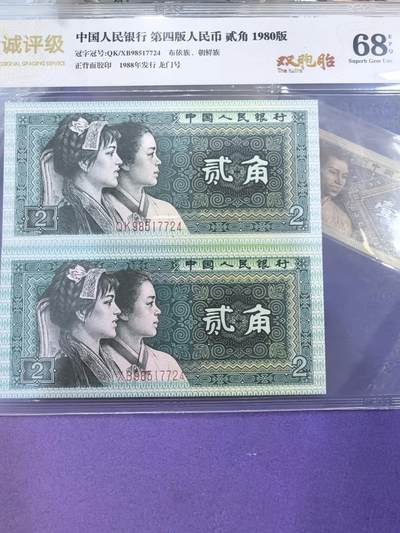 诚评级
中国人民银行 第四版人民币 贰角 1980版
冠字冠号:QK/XB98517724 布依族、朝鲜族
正背面胶印 1988年发行 龙门号
双胞胎
The twins
68
EPQ
Superb Gem Unc
中国人民银行
贰角
QK98517724
2
2
中国人民银行
贰角
XB98517724
2
2